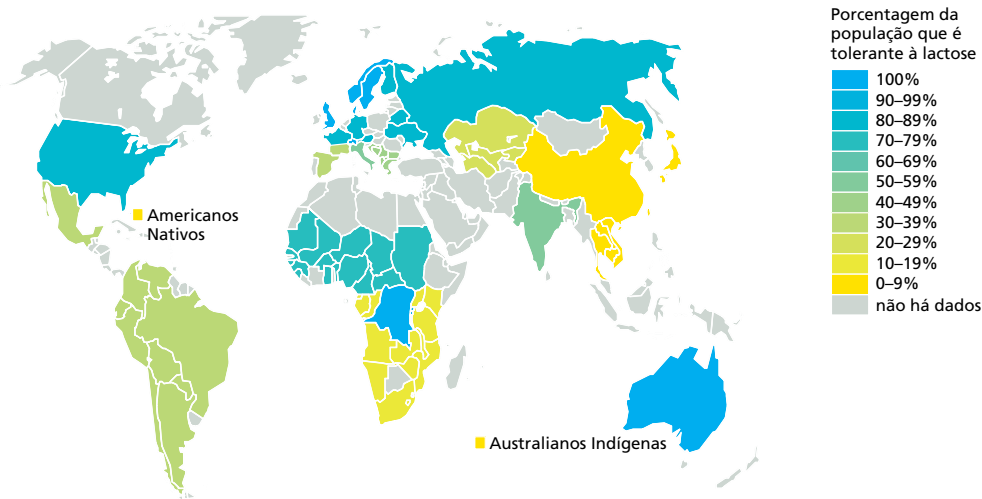 Porcentagem da
população que é
tolerante à lactose
100%
90–99%
80–89%
70–79%
60–69%
50–59%
40–49%
30–39%
20–29%
10–19%
0–9%
não há dados
Americanos
Nativos
Australianos Indígenas